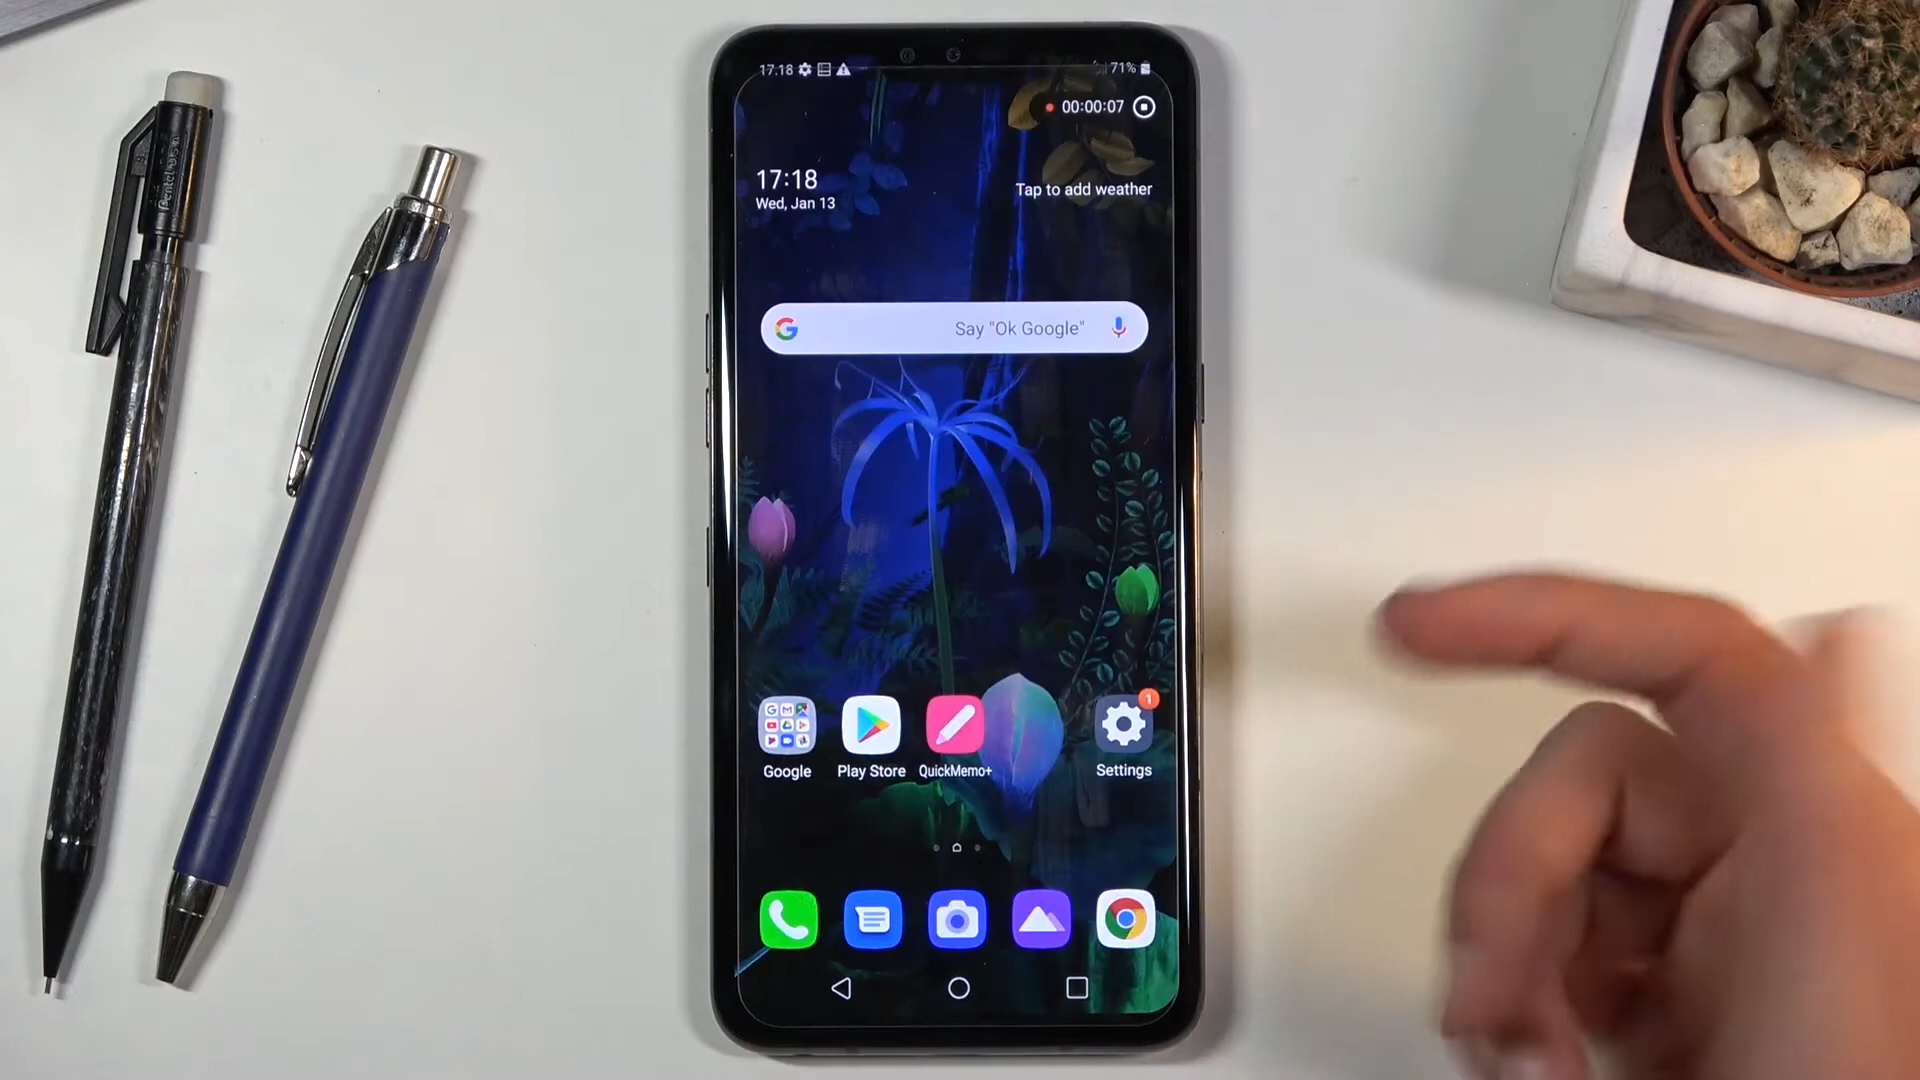 17:18
71%
00:00:07
17:18
Wed, Jan 13
Tap to add weather
Say "Ok Google"
1
Google
Play Store
QuickMemo+
Settings
Pentel